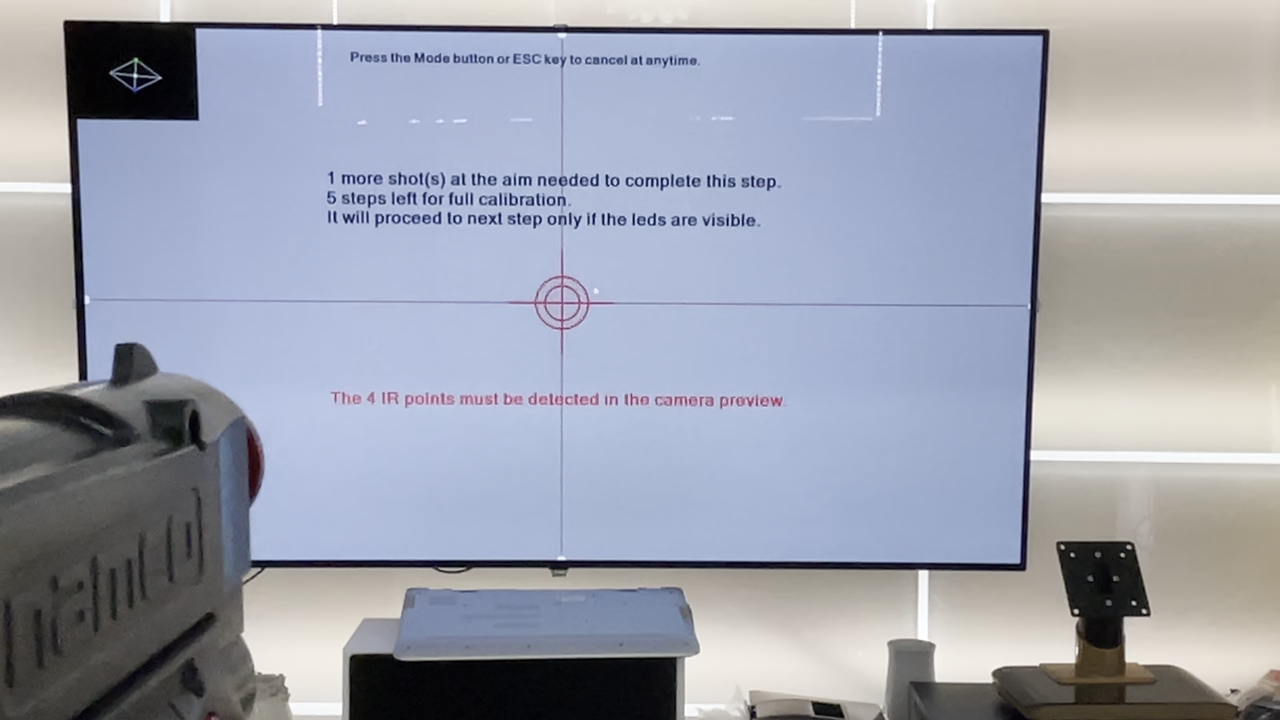 Press the Mode button or ESC key to cancel at anytime.
1 more shot(s) at the aim needed to complete this step.
5 steps left for full calibration.
It will proceed to next step only if the leds are visible.
The 4 IR points must be detected in the camera preview.